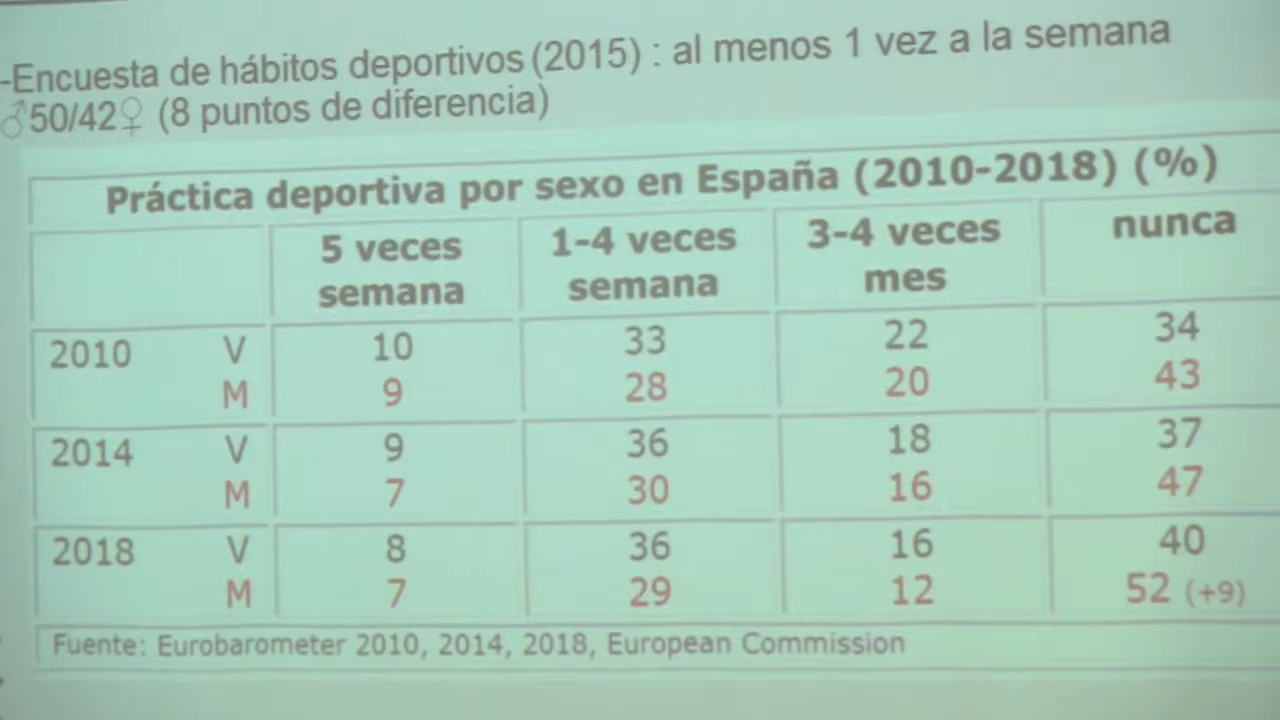 -Encuesta de hábitos deportivos (2015) : al menos 1 vez a la semana
♂50/42♀ (8 puntos de diferencia)
Práctica deportiva por sexo en España (2010-2018) (%)
5 veces semana 1-4 veces semana 3-4 veces mes nunca
2010 V 10 33 22 34
M 9 28 20 43
2014 V 9 36 18 37
M 7 30 16 47
2018 V 8 36 16 40
M 7 29 12 52 (+9)
Fuente: Eurobarometer 2010, 2014, 2018, European Commission